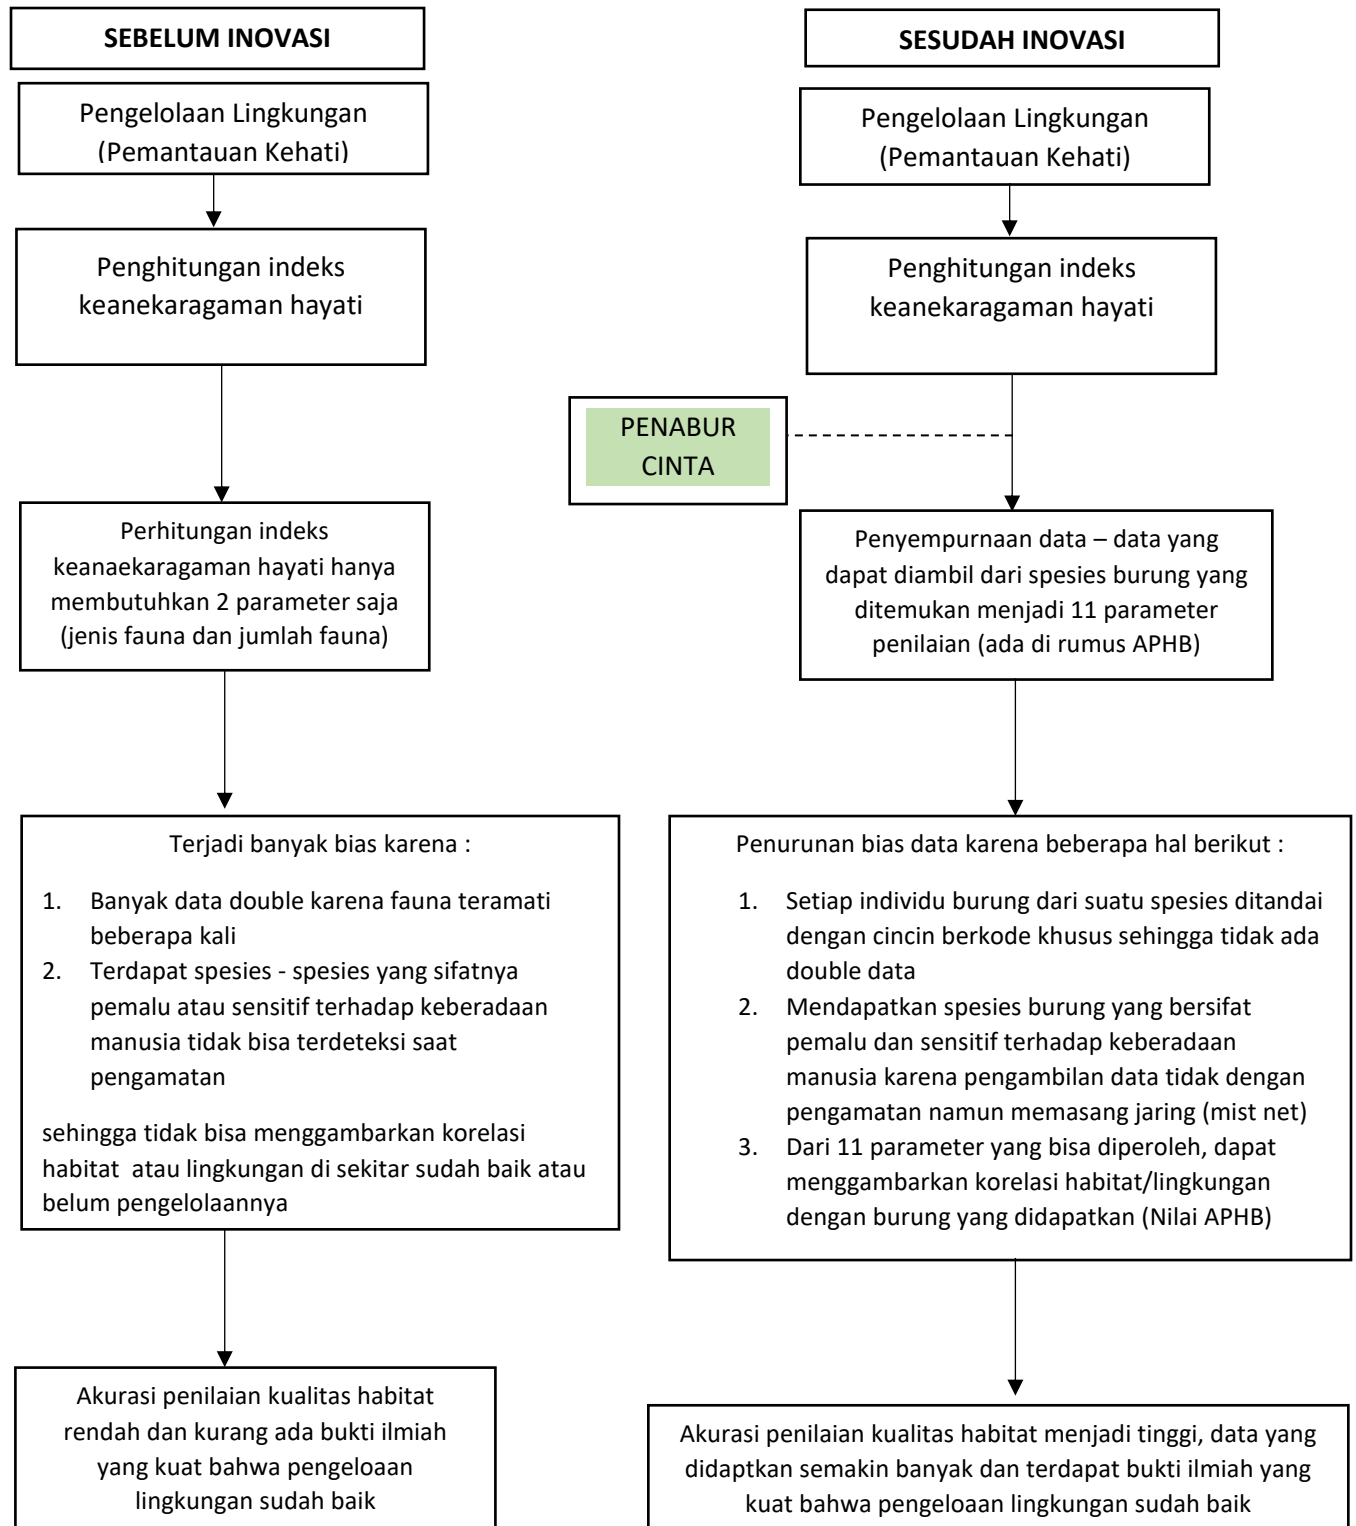 SEBELUM INOVASI
Pengelolaan Lingkungan
(Pemantauan Kehati)
Penghitungan indeks
keanekaragaman hayati
Perhitungan indeks
keanaekaragaman hayati hanya
membutuhkan 2 parameter saja
(jenis fauna dan jumlah fauna)
Terjadi banyak bias karena :
1. Banyak data double karena fauna teramati
beberapa kali
2. Terdapat spesies - spesies yang sifatnya
pemalu atau sensitif terhadap keberadaan
manusia tidak bisa terdeteksi saat
pengamatan
sehingga tidak bisa menggambarkan korelasi
habitat atau lingkungan di sekitar sudah baik atau
belum pengelolaannya
Akurasi penilaian kualitas habitat
rendah dan kurang ada bukti ilmiah
yang kuat bahwa pengeloaan
lingkungan sudah baik
SESUDAH INOVASI
Pengelolaan Lingkungan
(Pemantauan Kehati)
Penghitungan indeks
keanekaragaman hayati
PENABUR
CINTA
Penyempurnaan data – data yang
dapat diambil dari spesies burung yang
ditemukan menjadi 11 parameter
penilaian (ada di rumus APHB)
Penurunan bias data karena beberapa hal berikut :
1. Setiap individu burung dari suatu spesies ditandai
dengan cincin berkode khusus sehingga tidak ada
double data
2. Mendapatkan spesies burung yang bersifat
pemalu dan sensitif terhadap keberadaan
manusia karena pengambilan data tidak dengan
pengamatan namun memasang jaring (mist net)
3. Dari 11 parameter yang bisa diperoleh, dapat
menggambarkan korelasi habitat/lingkungan
dengan burung yang didapatkan (Nilai APHB)
Akurasi penilaian kualitas habitat menjadi tinggi, data yang
didaptkan semakin banyak dan terdapat bukti ilmiah yang
kuat bahwa pengeloaan lingkungan sudah baik